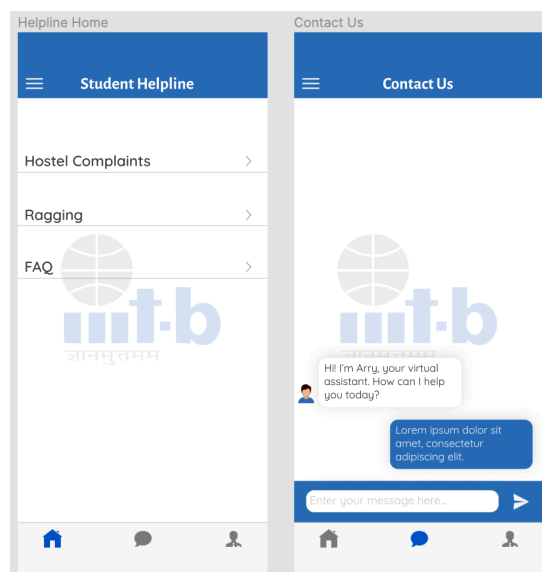 Helpline Home
Student Helpline
Hostel Complaints
Ragging
FAQ
iiit-b
ज्ञानमुत्तमम
Contact Us
Contact Us
iiit-b
ज्ञानमुत्तमम
Hi! I'm Arry, your virtual
assistant. How can I help
you today?
Lorem ipsum dolor sit
amet, consectetur
adipiscing elit.
Enter your message here...